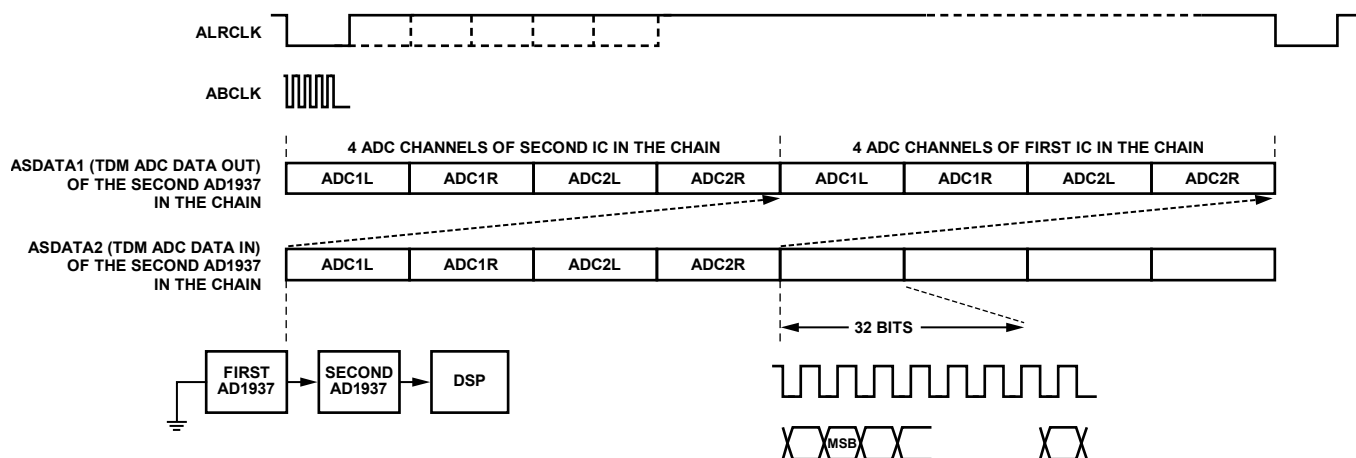 ALRCLK
ABCLK
4 ADC CHANNELS OF SECOND IC IN THE CHAIN
4 ADC CHANNELS OF FIRST IC IN THE CHAIN
ASDATA1 (TDM ADC DATA OUT)
OF THE SECOND AD1937
IN THE CHAIN
ADC1L ADC1R ADC2L ADC2R ADC1L ADC1R ADC2L ADC2R
ASDATA2 (TDM ADC DATA IN)
OF THE SECOND AD1937
IN THE CHAIN
ADC1L ADC1R ADC2L ADC2R
32 BITS
FIRST
AD1937
SECOND
AD1937
DSP
MSB